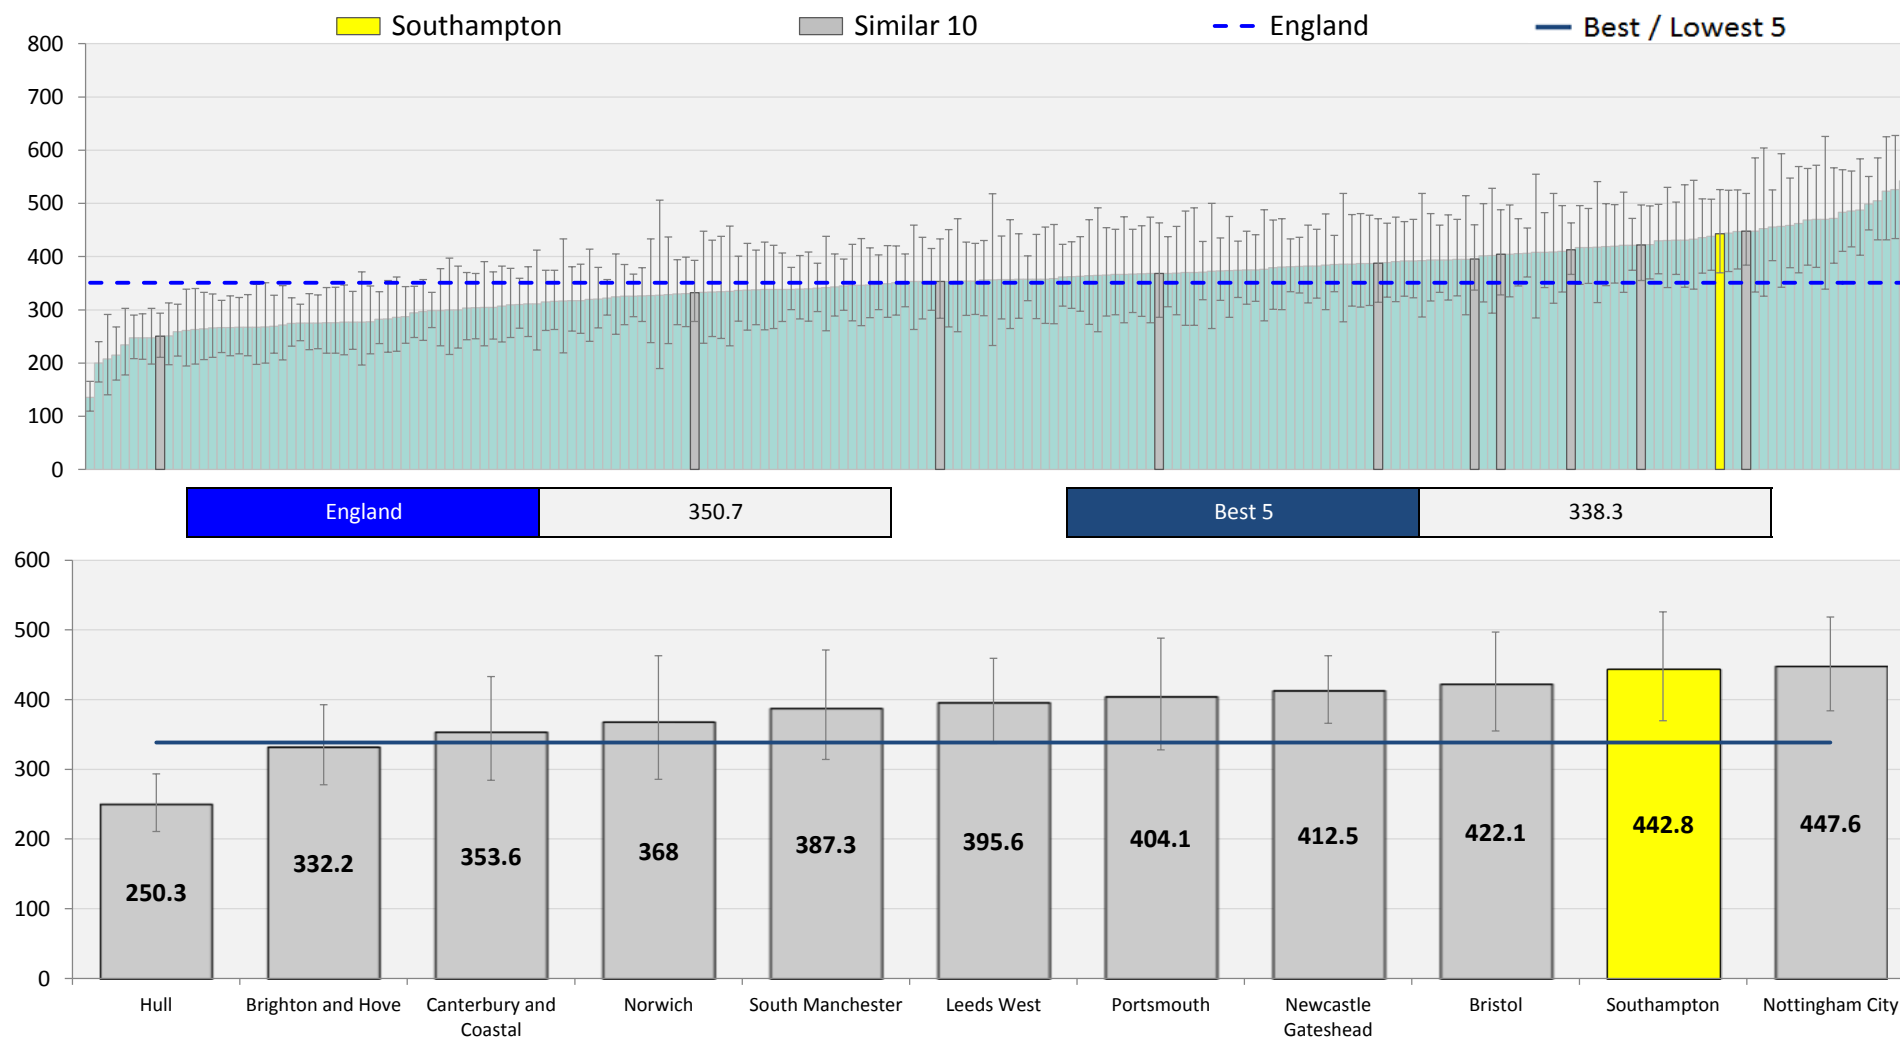 Southampton
Similar 10
England
Best / Lowest 5
800
700
600
500
400
300
200
100
0
England
350.7
Best 5
338.3
600
500
400
300
200
100
0
250.3
332.2
353.6
368
387.3
395.6
404.1
412.5
422.1
442.8
447.6
Hull
Brighton and Hove
Canterbury and
Coastal
Norwich
South Manchester
Leeds West
Portsmouth
Newcastle
Gateshead
Bristol
Southampton
Nottingham City